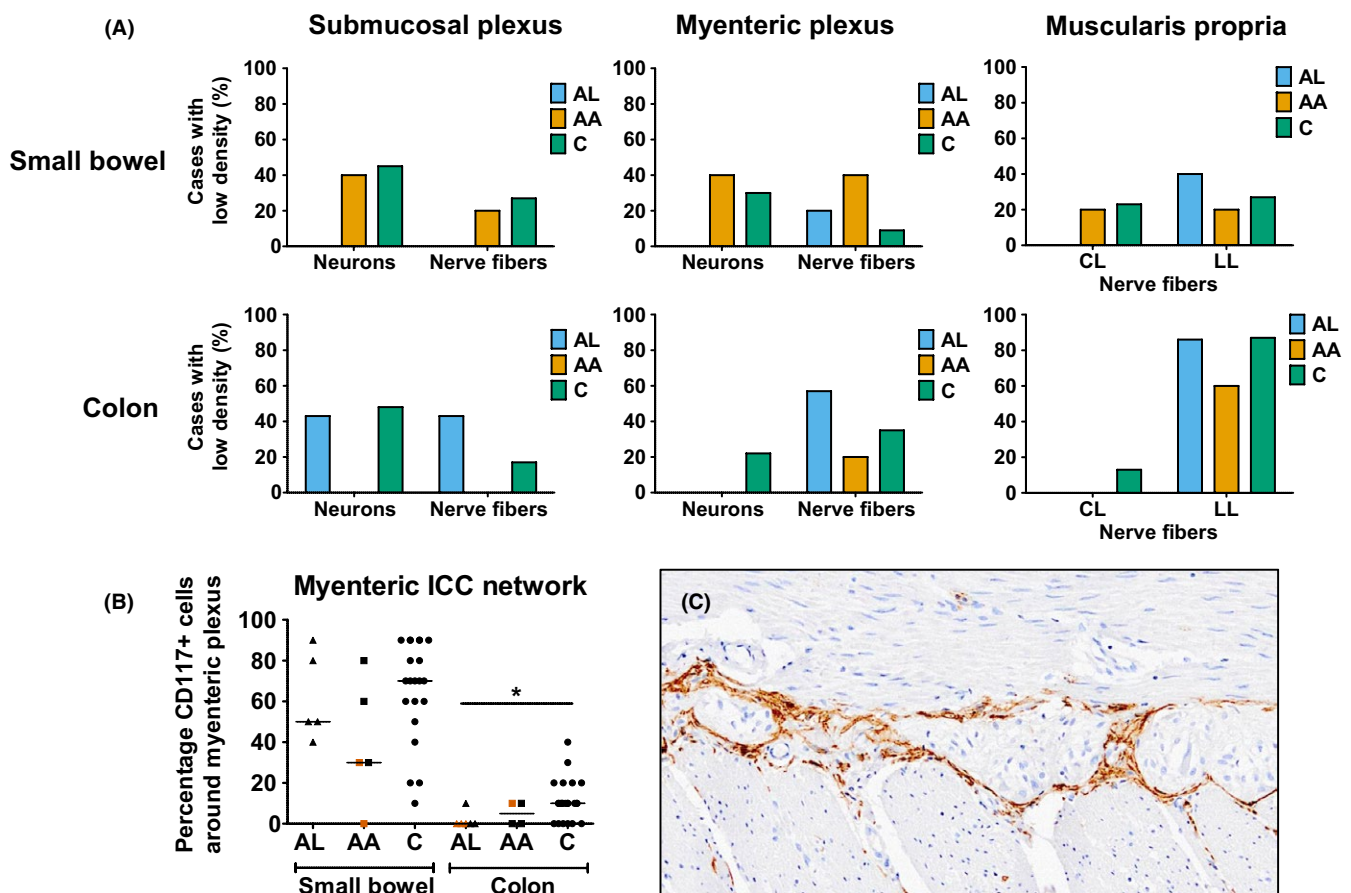 (A)
Submucosal plexus
Myenteric plexus
Muscularis propria
Small bowel
Cases with
low density (%)
100
80
60
40
20
0
Neurons
Nerve fibers
AL
AA
C
100
80
60
40
20
0
Neurons
Nerve fibers
AL
AA
C
100
80
60
40
20
0
CL
LL
Nerve fibers
AL
AA
C
Colon
Cases with
low density (%)
100
80
60
40
20
0
Neurons
Nerve fibers
AL
AA
C
100
80
60
40
20
0
Neurons
Nerve fibers
AL
AA
C
100
80
60
40
20
0
CL
LL
Nerve fibers
AL
AA
C
(B)
Myenteric ICC network
Percentage CD117+ cells
around myenteric plexus
100
80
60
40
20
0
*
AL AA C AL AA C
Small bowel Colon
(C)